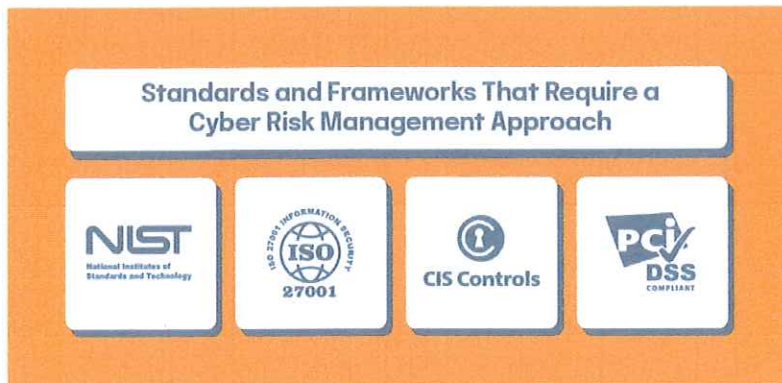 Standards and Frameworks That Require a
Cyber Risk Management Approach
NIST
National Institutes of
Standards and Technology
ISO 27001 INFORMATION SECURITY
ISO
27001
CIS Controls
PCI
DSS
COMPLIANT